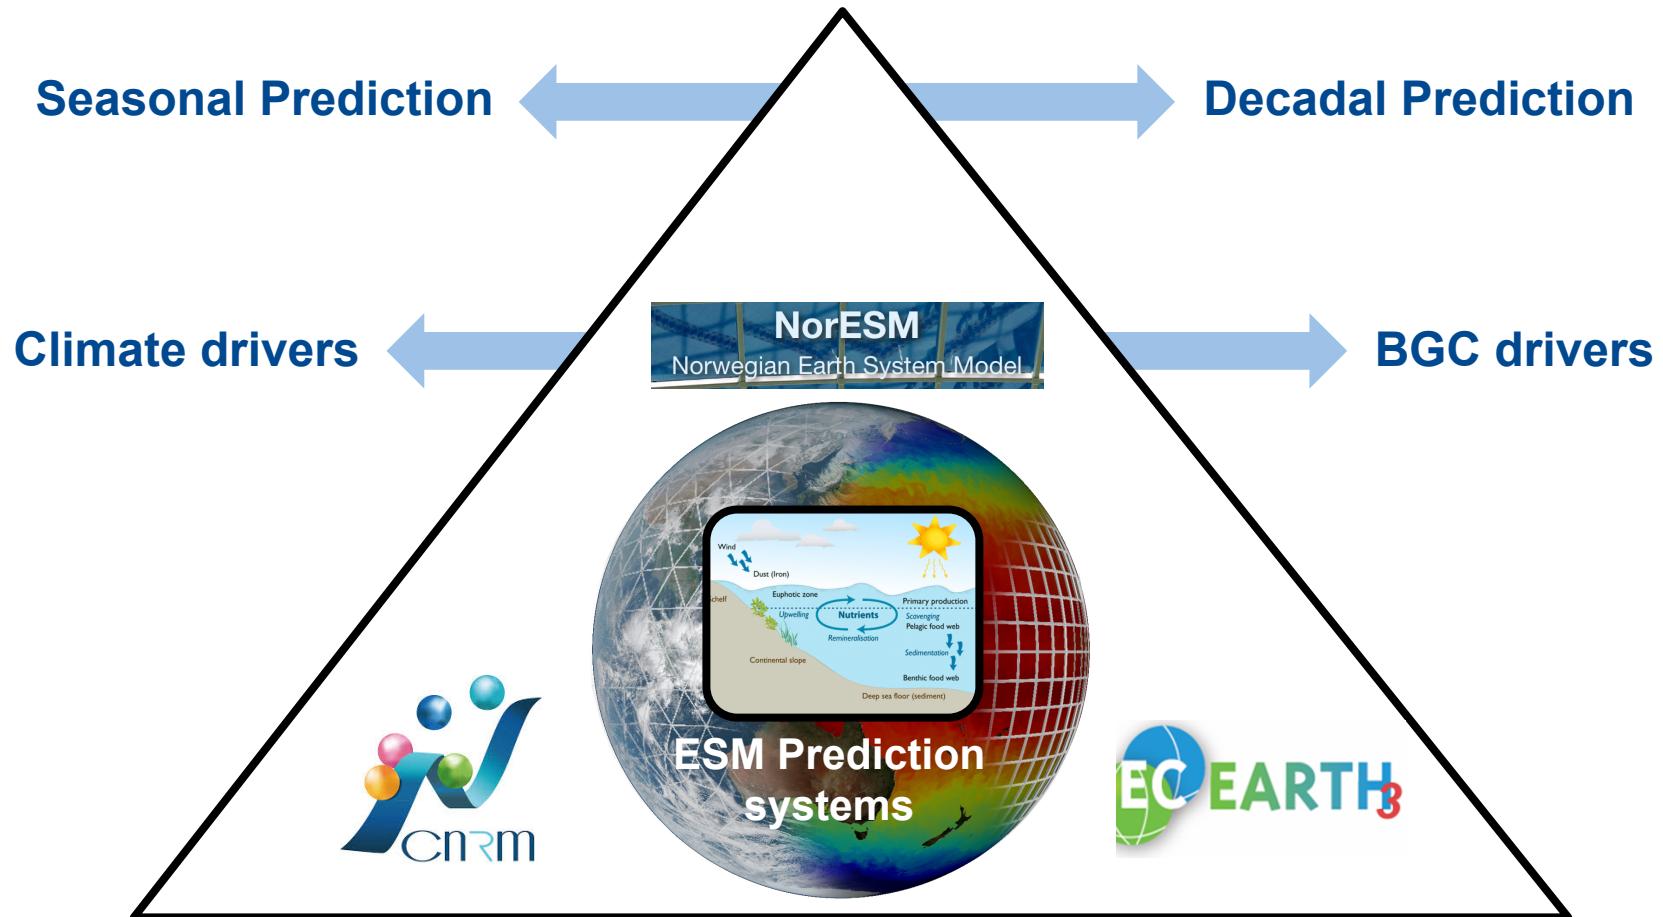 Seasonal Prediction
Decadal Prediction
Climate drivers
BGC drivers
NorESM
Norwegian Earth System Model
Wind
Dust (Iron)
Schelf
Euphotic zone
Primary production
Upwelling
Nutrients
Scavenging
Pelagic food web
Remineralisation
Sedimentation
Continental slope
Benthic food web
Deep sea floor (sediment)
ESM Prediction
systems
CNRM
EC EARTH3